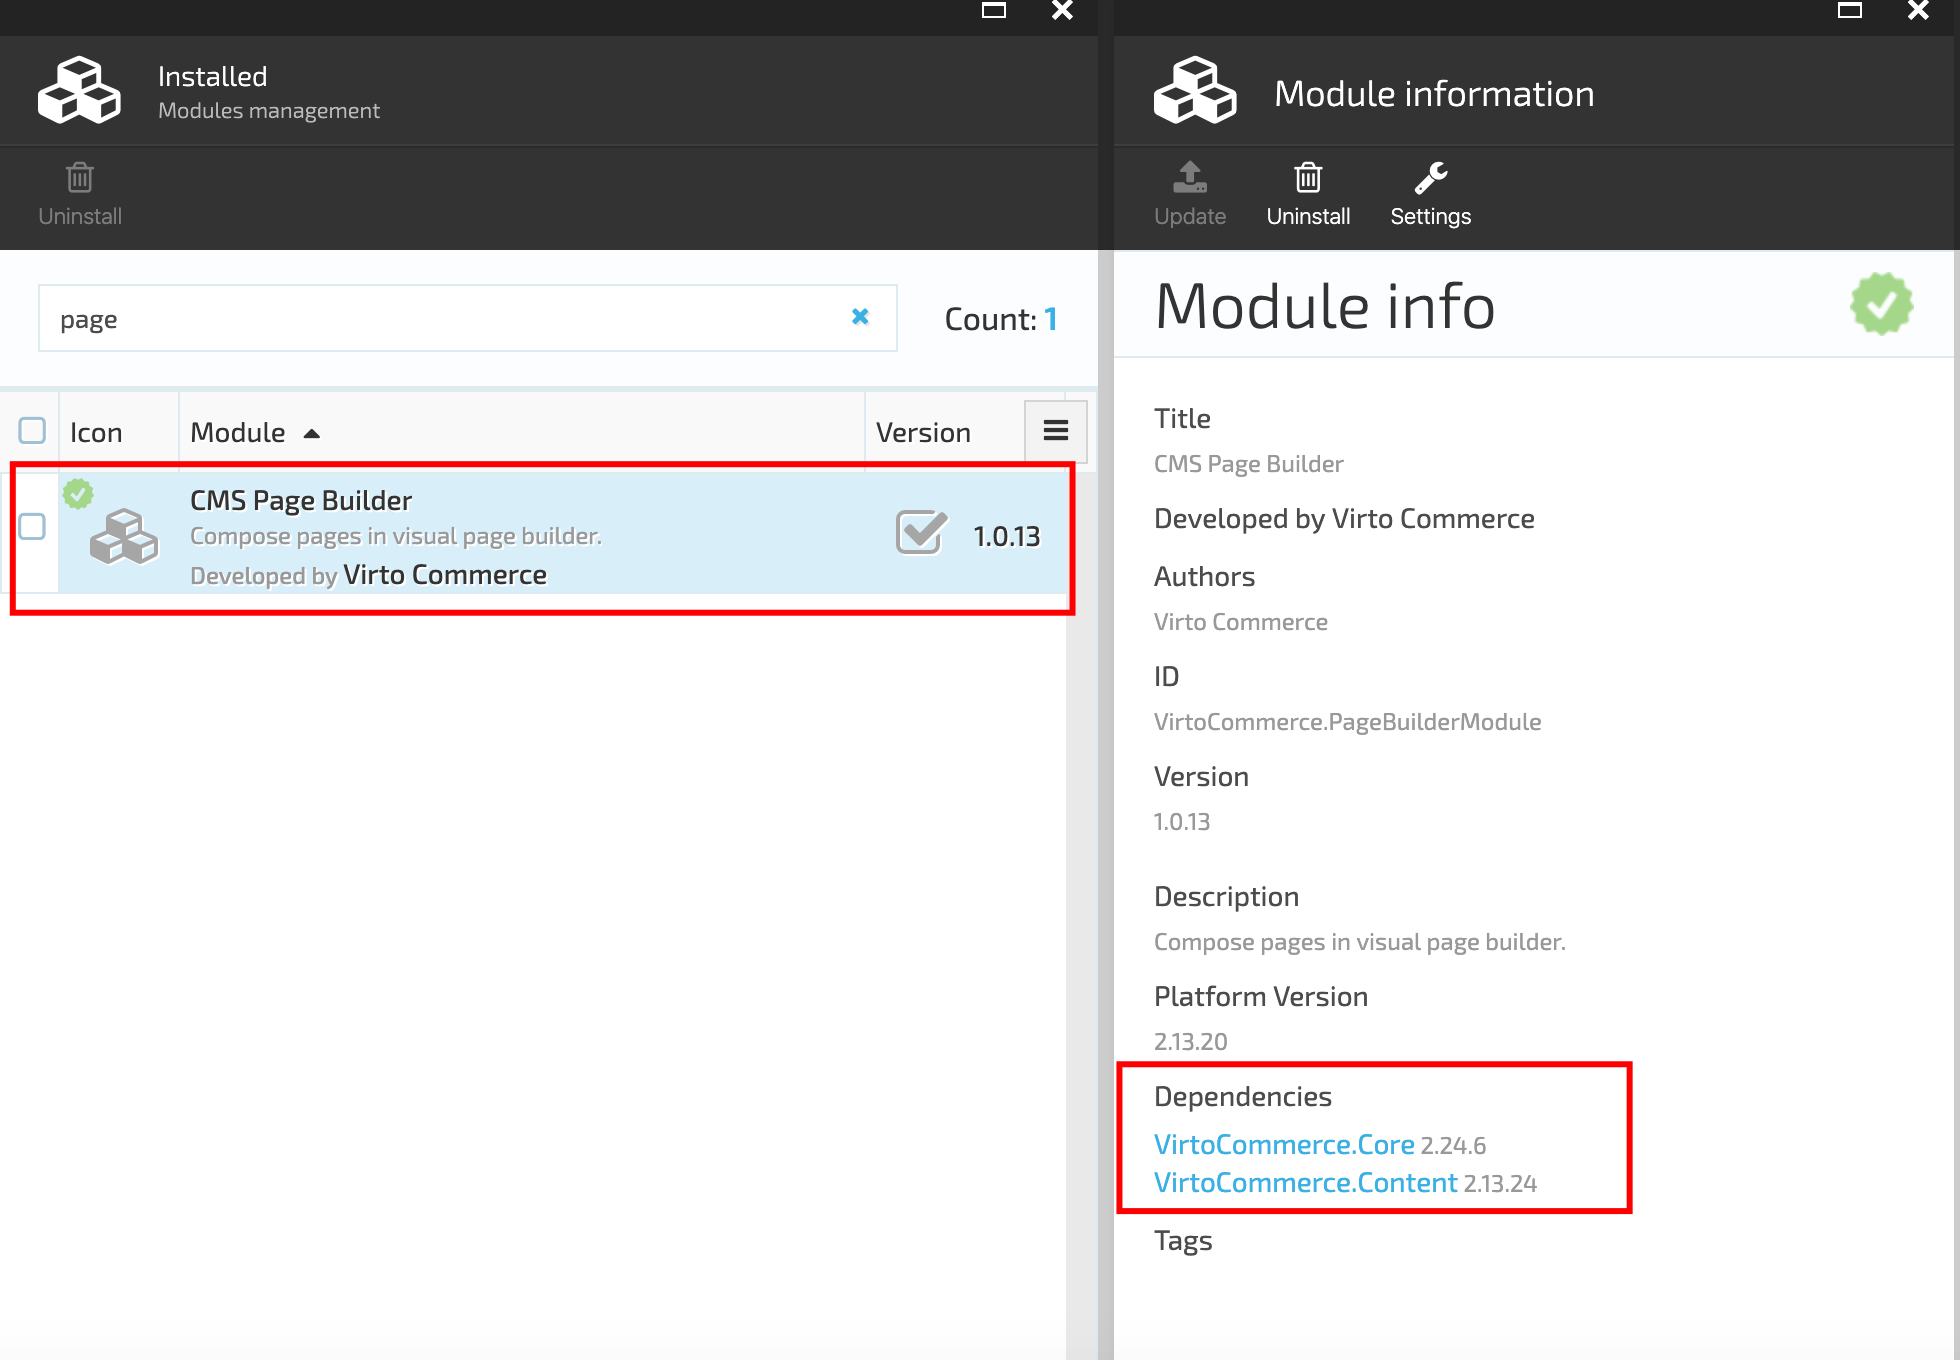 Installed
Modules management
Uninstall
page
Count: 1
Icon
Module
Version
CMS Page Builder
Compose pages in visual page builder.
Developed by Virto Commerce
1.0.13
Module information
Update
Uninstall
Settings
Module info
Title
CMS Page Builder
Developed by Virto Commerce
Authors
Virto Commerce
ID
VirtoCommerce.PageBuilderModule
Version
1.0.13
Description
Compose pages in visual page builder.
Platform Version
2.13.20
Dependencies
VirtoCommerce.Core 2.24.6
VirtoCommerce.Content 2.13.24
Tags